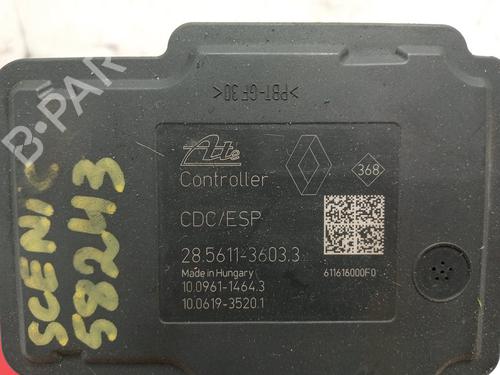 >PBT-GF30<
B-PARTS
SCENIC
58243
Ate
368
Controller
CDC/ESP
28.5611-3603.3
Made in Hungary
611616000F0
10.0961-1464.3
10.0619-3520.1